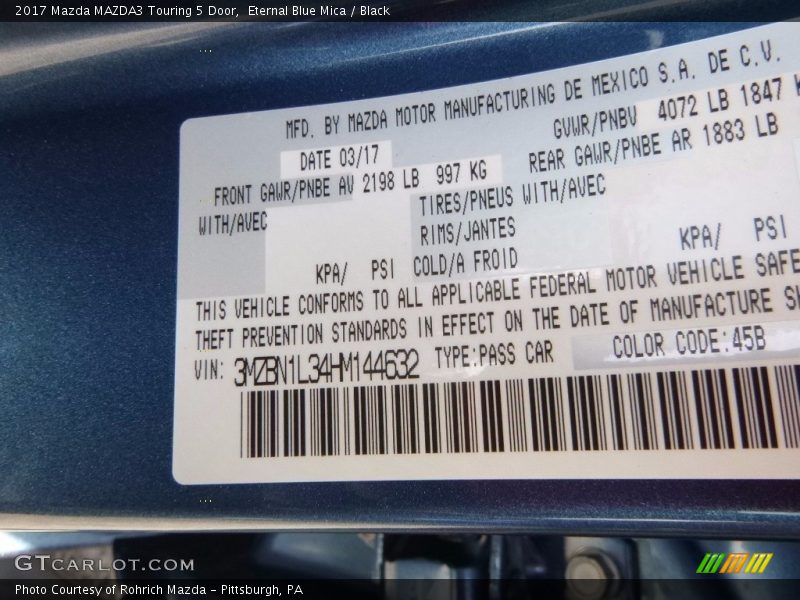 2017 Mazda MAZDA3 Touring 5 Door, Eternal Blue Mica / Black
MFD. BY MAZDA MOTOR MANUFACTURING DE MEXICO S.A. DE C.V.
DATE 03/17 GVWR/PNBV 4072 LB 1847
FRONT GAWR/PNBE AV 2198 LB 997 KG REAR GAWR/PNBE AR 1883 LB
WITH/AVEC TIRES/PNEUS WITH/AVEC
RIMS/JANTES
KPA/ PSI COLD/A FROID KPA/ PSI
THIS VEHICLE CONFORMS TO ALL APPLICABLE FEDERAL MOTOR VEHICLE SAFE
THEFT PREVENTION STANDARDS IN EFFECT ON THE DATE OF MANUFACTURE
VIN: 3MZBN1L34HM144632 TYPE:PASS CAR COLOR CODE:45B
GTCARLOT.COM
Photo Courtesy of Rohrich Mazda - Pittsburgh, PA